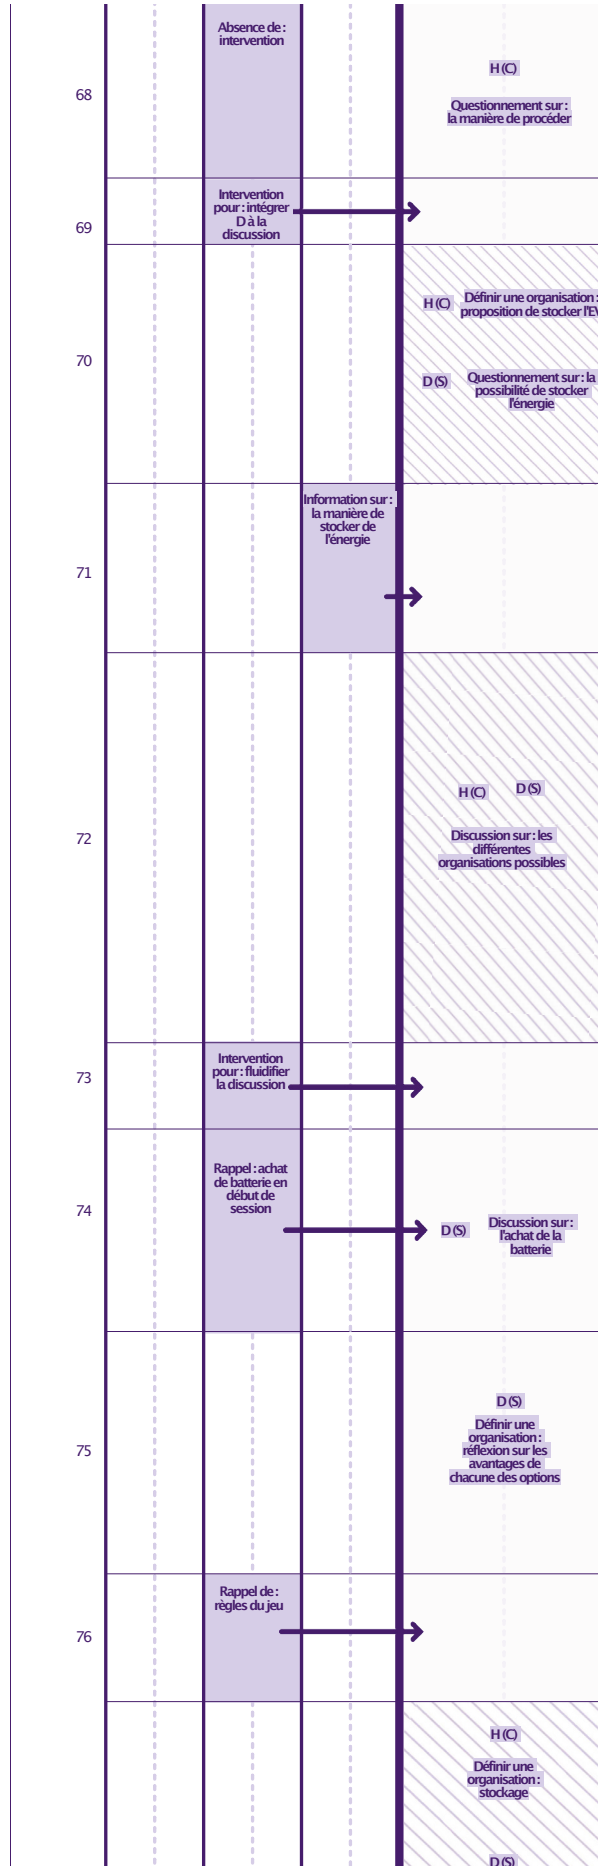 Absence de :
intervention
68
H (C)
Questionnement sur :
la manière de procéder
69
Intervention
pour : intégrer
D à la
discussion
70
H (C)
Définir une organisation :
proposition de stocker l'EV
D (S)
Questionnement sur : la
possibilité de stocker
l'énergie
71
Information sur :
la manière de
stocker de
l'énergie
72
H (C)
D (S)
Discussion sur : les
différentes
organisations possibles
73
Intervention
pour : fluidifier
la discussion
74
Rappel : achat
de batterie en
début de
session
D (S)
Discussion sur :
l'achat de la
batterie
75
D (S)
Définir une
organisation :
réflexion sur les
avantages de
chacune des options
76
Rappel de :
règles du jeu
H (C)
Définir une
organisation :
stockage
D (S)